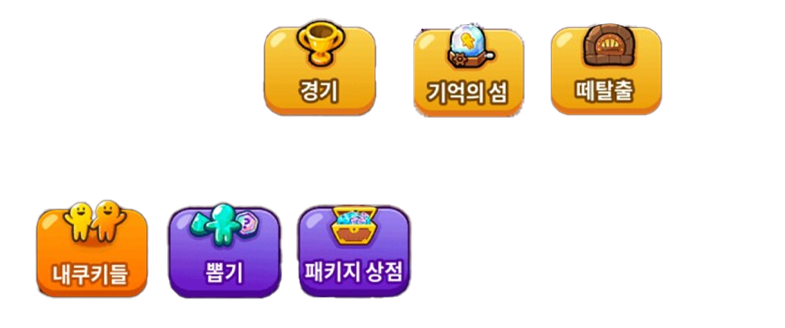 경기
기억의 섬
떼탈출
내쿠키들
뽑기
패키지 상점